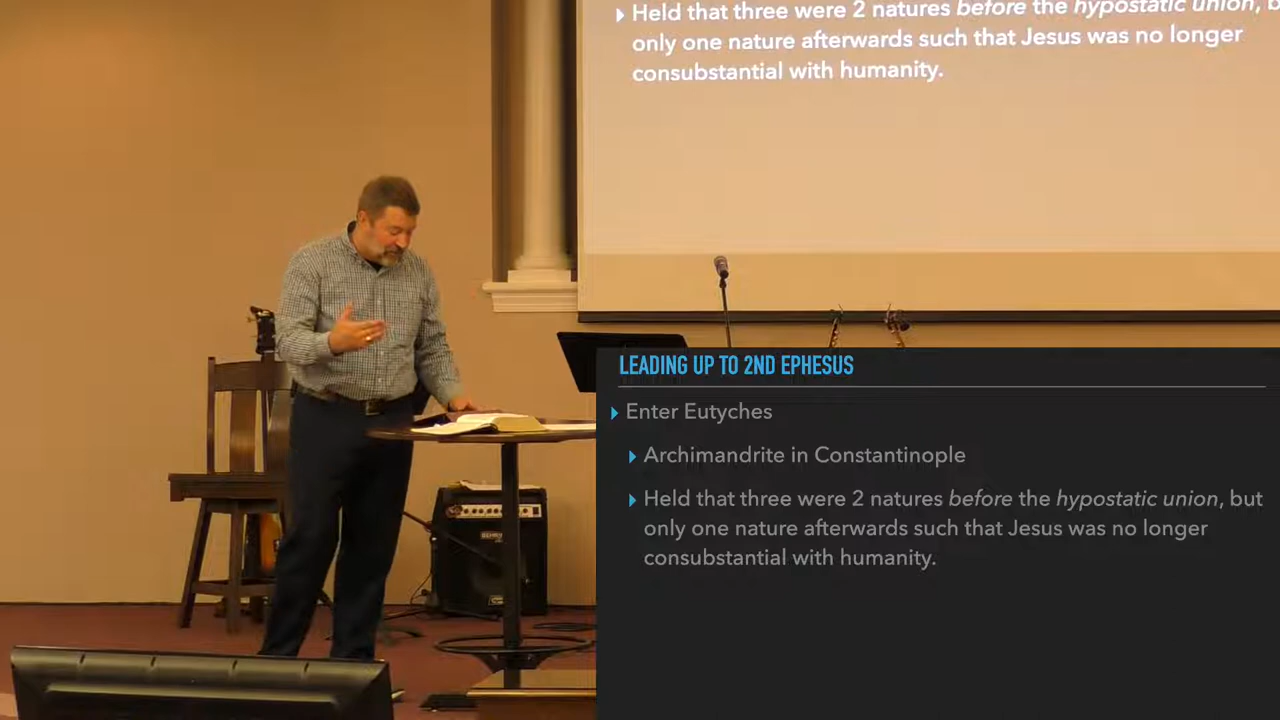 Held that three were 2 natures before the hypostatic union, b
only one nature afterwards such that Jesus was no longer
consubstantial with humanity.
LEADING UP TO 2ND EPHESUS
Enter Eutyches
Archimandrite in Constantinople
Held that three were 2 natures before the hypostatic union, but
only one nature afterwards such that Jesus was no longer
consubstantial with humanity.